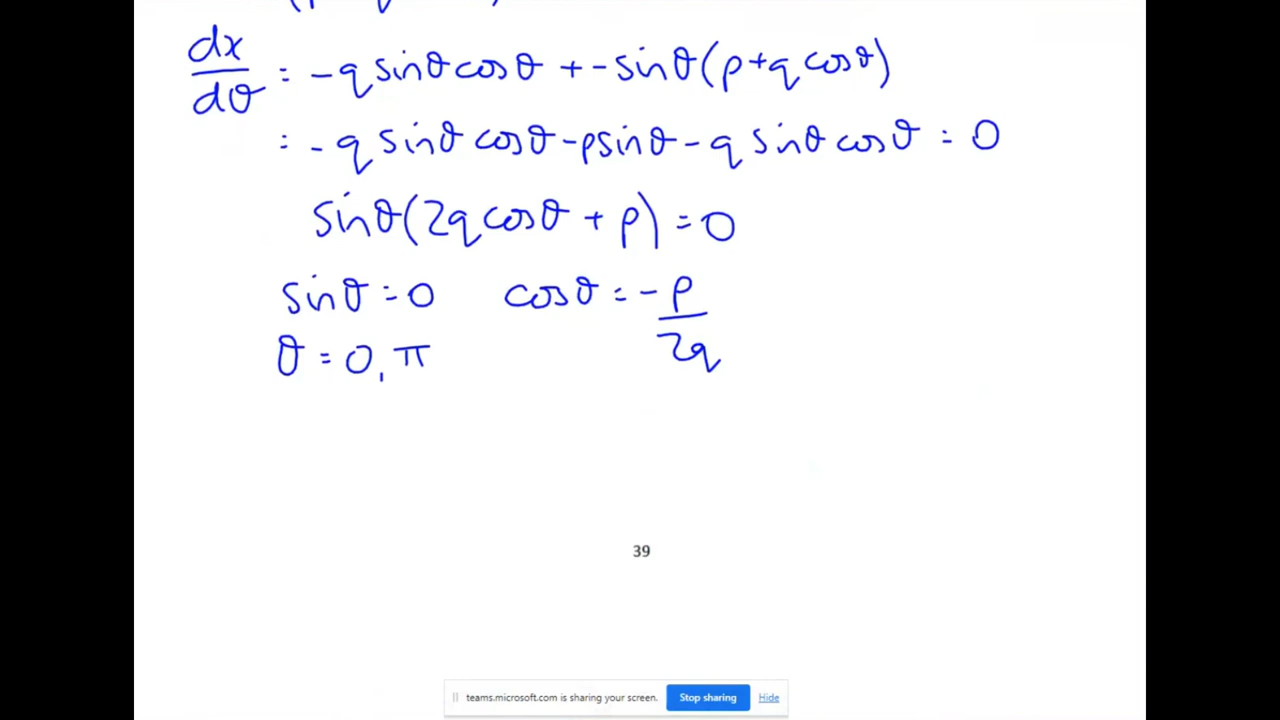 dx/dθ = -q sinθ cosθ + -sinθ(p+q cosθ)
= -q sinθ cosθ - p sinθ - q sinθ cosθ = 0
sinθ(2q cosθ + p) = 0
sinθ = 0   cosθ = -p/2q
θ = 0, π
39
teams.microsoft.com is sharing your screen. Stop sharing Hide